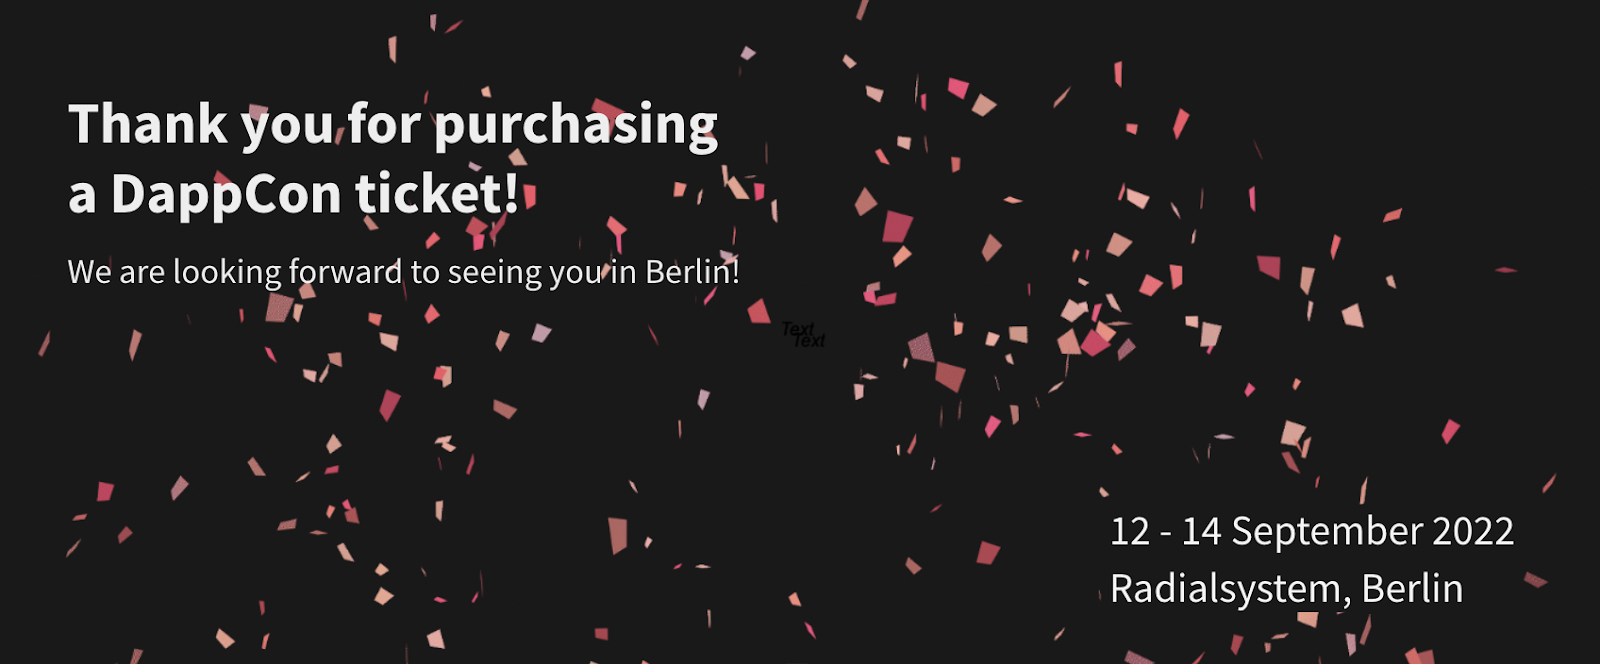 Thank you for purchasing
a DappCon ticket!
We are looking forward to seeing you in Berlin!
Text
Text
12 - 14 September 2022
Radialsystem, Berlin